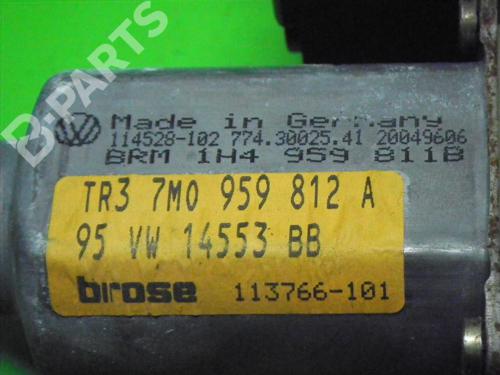 B-PARTS
Made in Germany
114528-102 774.30025.41 20049606
BRM 1H4 959 811B
TR3 7M0 959 812 A
95 VW 14553 BB
brose 113766-101